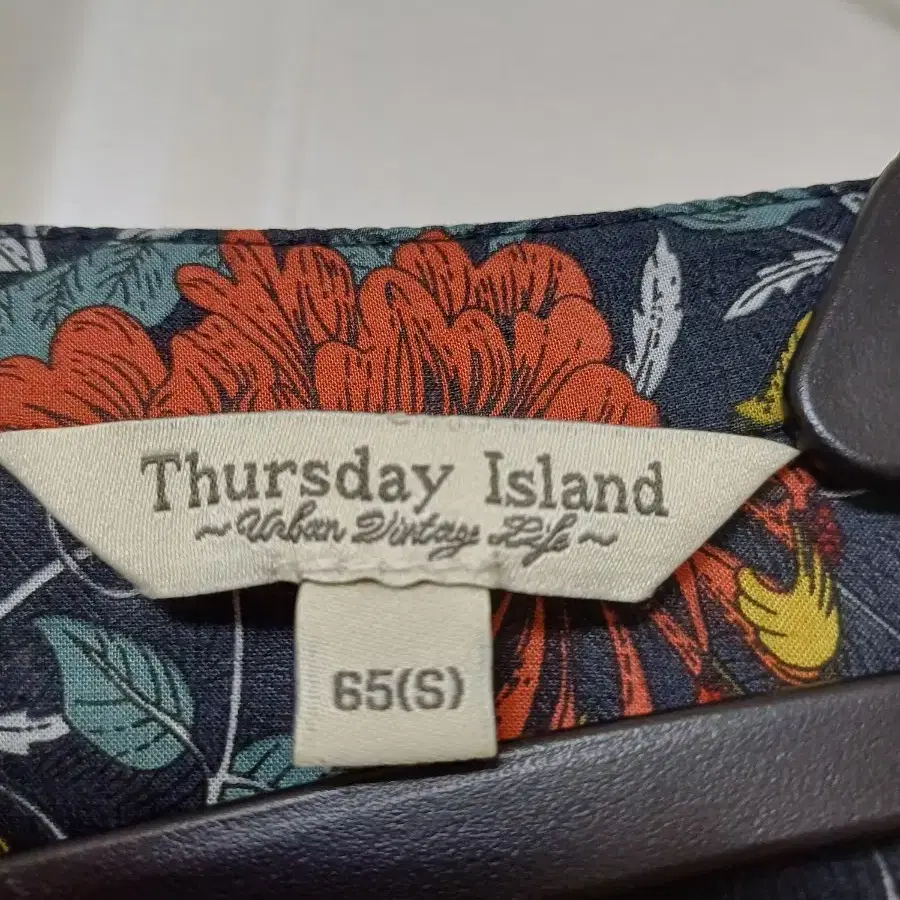 Thursday Island
~Urban Vintage Life~
65(S)